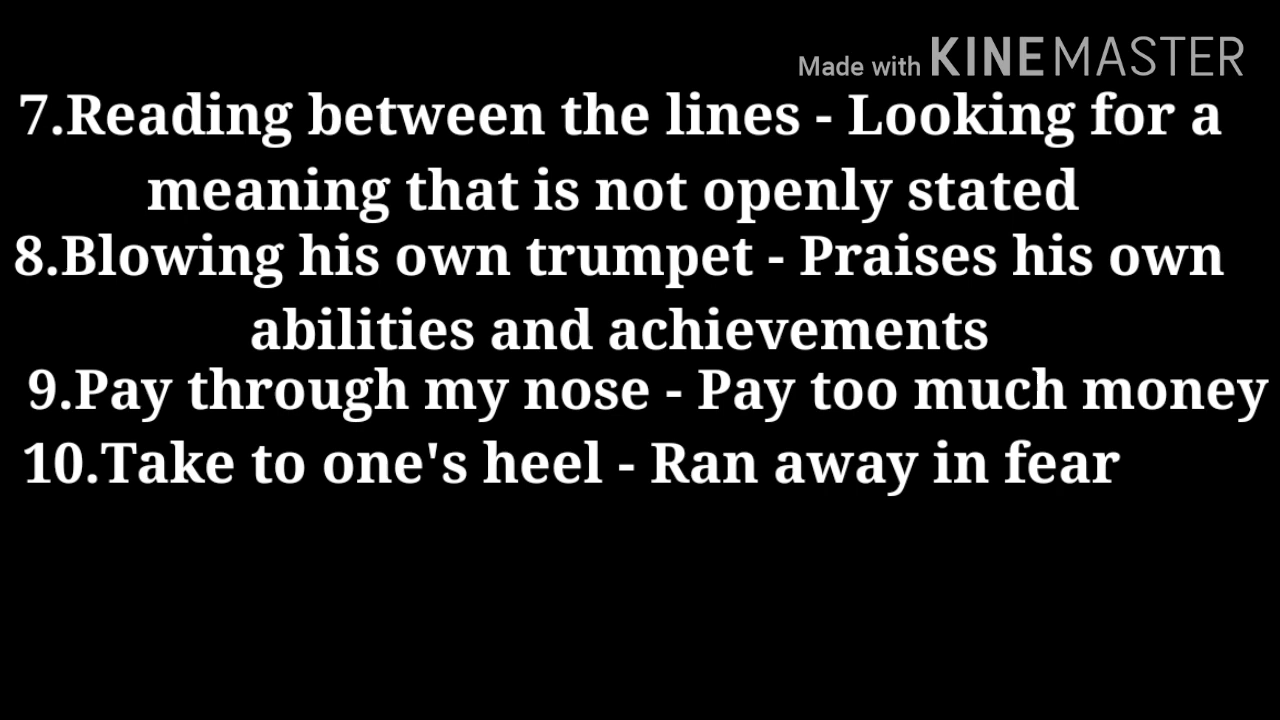 Made with KINEMASTER
7.Reading between the lines - Looking for a
meaning that is not openly stated
8.Blowing his own trumpet - Praises his own
abilities and achievements
9.Pay through my nose - Pay too much money
10.Take to one's heel - Ran away in fear